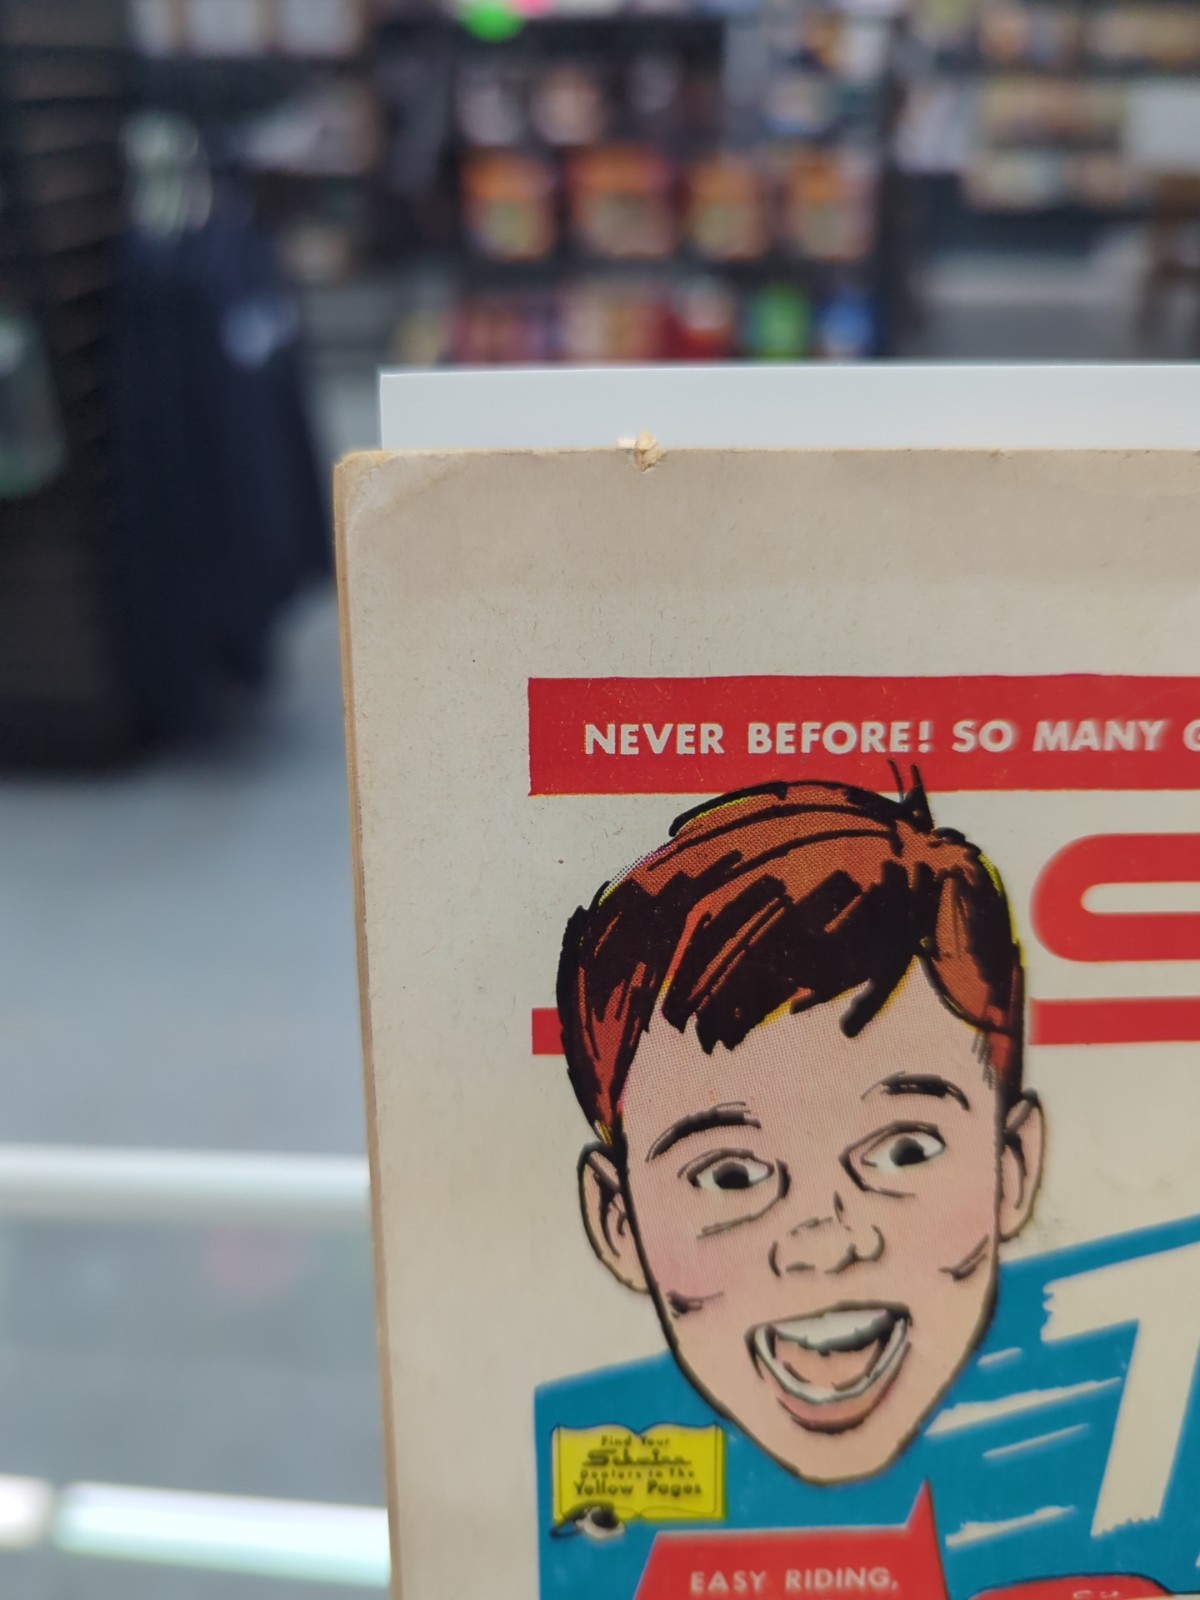 NEVER BEFORE! SO MANY G
S
T
Find Your
Schwinn
Dealers in The
Yellow Pages
EASY RIDING,